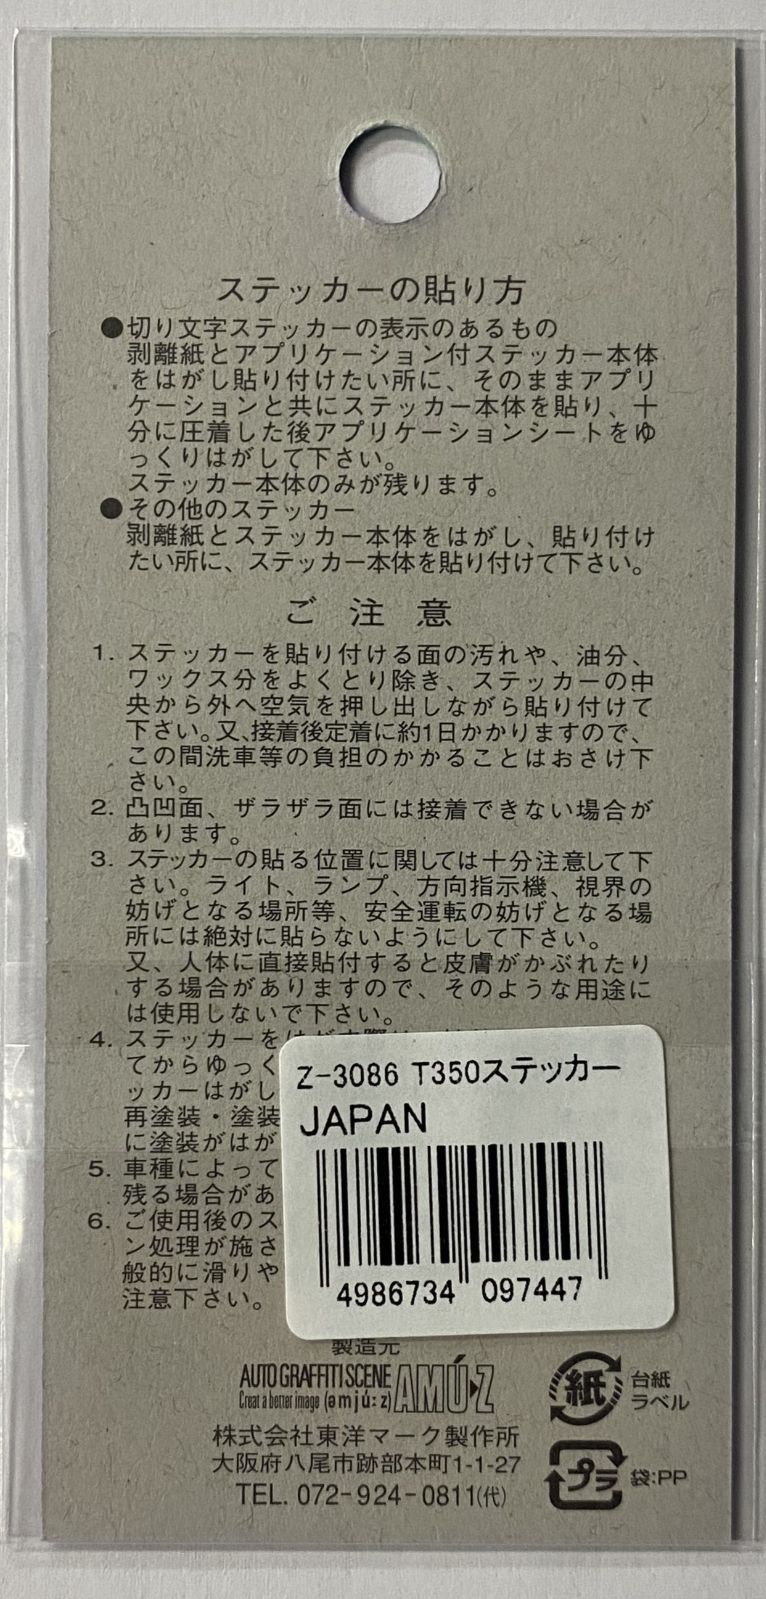 ステッカーの貼り方
●切り文字ステッカーの表示のあるもの
剥離紙とアプリケーション付ステッカー本体
をはがし貼り付けたい所に、そのままアプリ
ケーションと共にステッカー本体を貼り、十
分に圧着した後アプリケーションシートをゆ
っくりはがして下さい。
ステッカー本体のみが残ります。
●その他のステッカー
剥離紙とステッカー本体をはがし、貼り付け
たい所に、ステッカー本体を貼り付けて下さい。
ご注意
1. ステッカーを貼り付ける面の汚れや、油分、
ワックス分をよくとり除き、ステッカーの中
央から外へ空気を押し出しながら貼り付けて
下さい。又、接着後定着に約1日かかりますので、
この間洗車等の負担のかかることはおさけ下
さい。
2. 凸凹面、ザラザラ面には接着できない場合が
あります。
3. ステッカーの貼る位置に関しては十分注意して下
さい。ライト、ランプ、方向指示機、視界の
妨げとなる場所等、安全運転の妨げとなる場
所には絶対に貼らないようにして下さい。
又、人体に直接貼付すると皮膚がかぶれたり
する場合がありますので、そのような用途に
は使用しないで下さい。
4. ステッカーをはがす際
てからゆっく
ッカーはがし
再塗装・塗装
に塗装がはが
5. 車種によって
残る場合があ
6. ご使用後のス
ン処理が施さ
般的に滑りや
注意下さい。
Z-3086 T350ステッカー
JAPAN
4986734 097447
製造元
AUTO GRAFFITI SCENE
Creat a better image (əmjú:z)
AMÚ・Z
株式会社東洋マーク製作所
大阪府八尾市跡部本町1-1-27
TEL. 072-924-0811(代)
紙
台紙
ラベル
プラ
袋:PP